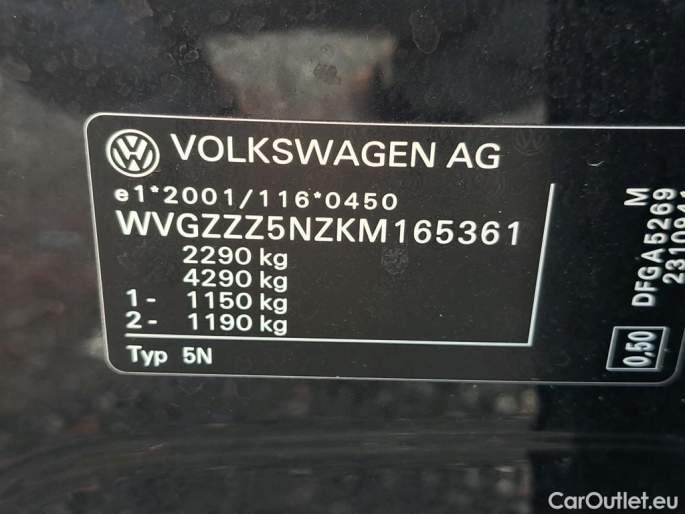 VOLKSWAGEN AG
e1*2001/116*0450
WVGZZZ5NZKM165361
2290 kg
4290 kg
1- 1150 kg
2- 1190 kg
Typ 5N
M
DFGA5269
0,50
CarOutlet.eu